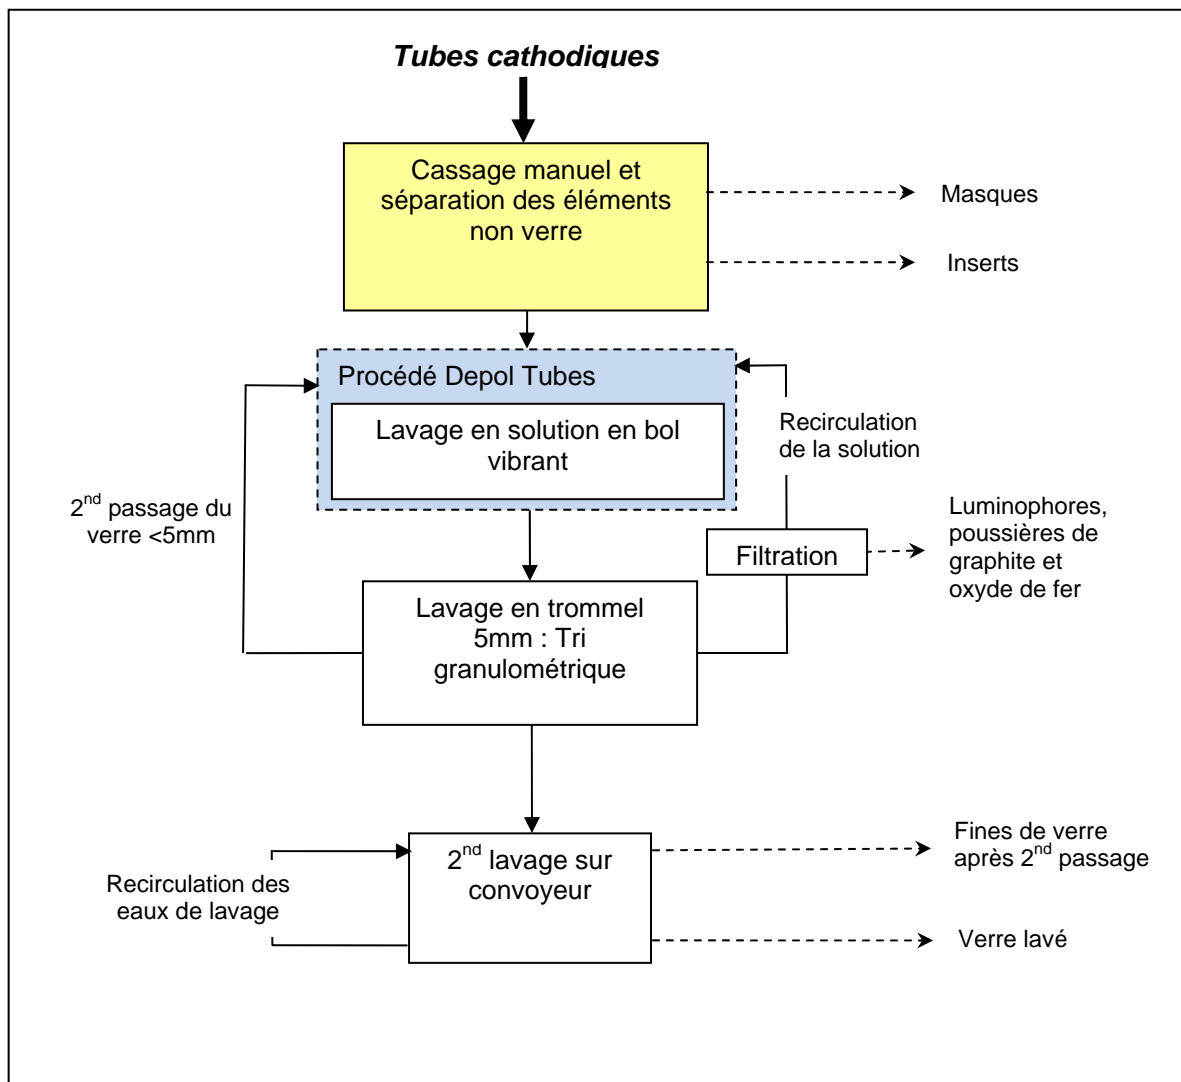 Tubes cathodiques
Cassage manuel et
séparation des éléments
non verre
Masques
Inserts
Procédé Depol Tubes
Lavage en solution en bol
vibrant
Recirculation
de la solution
2nd passage du
verre <5mm
Filtration
Luminophores,
poussières de
graphite et
oxyde de fer
Lavage en trommel
5mm : Tri
granulométrique
2nd lavage sur
convoyeur
Fines de verre
après 2nd passage
Recirculation des
eaux de lavage
Verre lavé